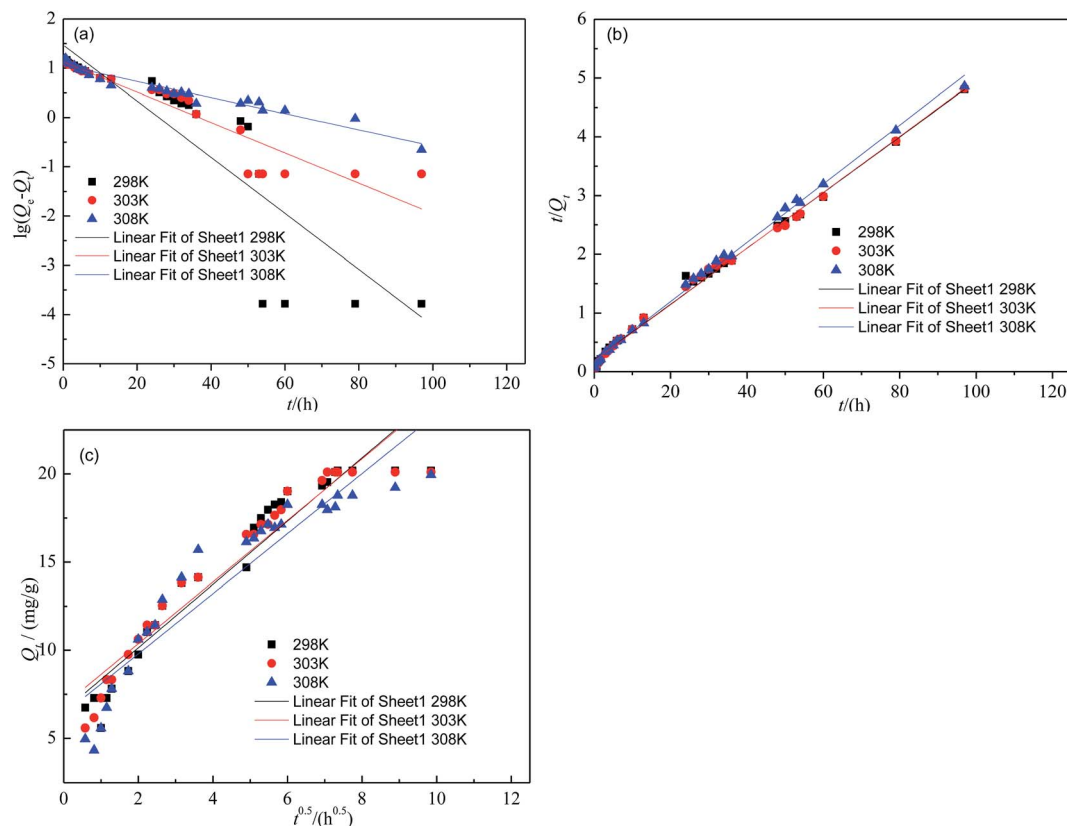 (a)
2
1
0
-1
-2
-3
-4
-5
lg(Qe-Qt)
298K
303K
308K
Linear Fit of Sheet1 298K
Linear Fit of Sheet1 303K
Linear Fit of Sheet1 308K
0 20 40 60 80 100 120
t/(h)
(b)
6
5
4
3
2
1
0
t/Qt
298K
303K
308K
Linear Fit of Sheet1 298K
Linear Fit of Sheet1 303K
Linear Fit of Sheet1 308K
0 20 40 60 80 100 120
t/(h)
(c)
20
15
10
5
Qt / (mg/g)
298K
303K
308K
Linear Fit of Sheet1 298K
Linear Fit of Sheet1 303K
Linear Fit of Sheet1 308K
0 2 4 6 8 10 12
t^0.5/(h^0.5)